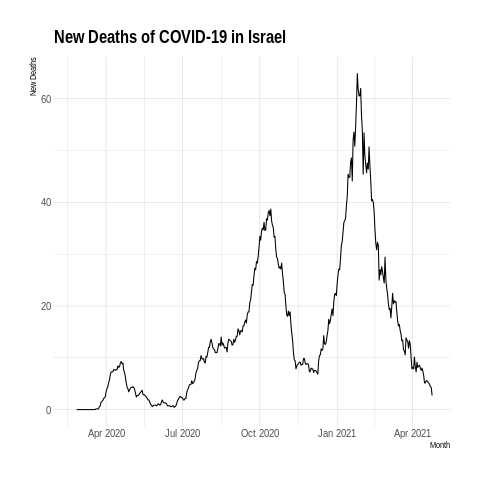 New Deaths of COVID-19 in Israel
New Deaths
60
40
20
0
Apr 2020 Jul 2020 Oct 2020 Jan 2021 Apr 2021
Month